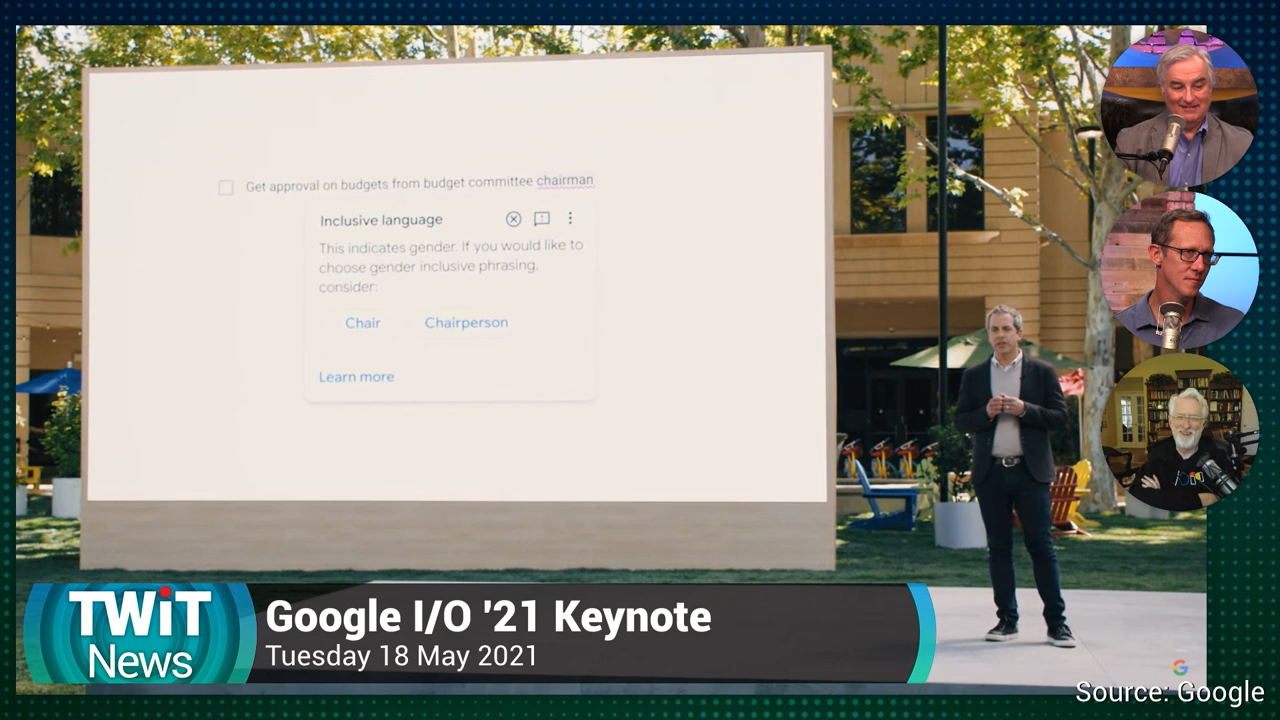 Get approval on budgets from budget committee chairman
Inclusive language
This indicates gender. If you would like to
choose gender inclusive phrasing,
consider:
Chair Chairperson
Learn more
TWiT
News
Google I/O '21 Keynote
Tuesday 18 May 2021
Source: Google